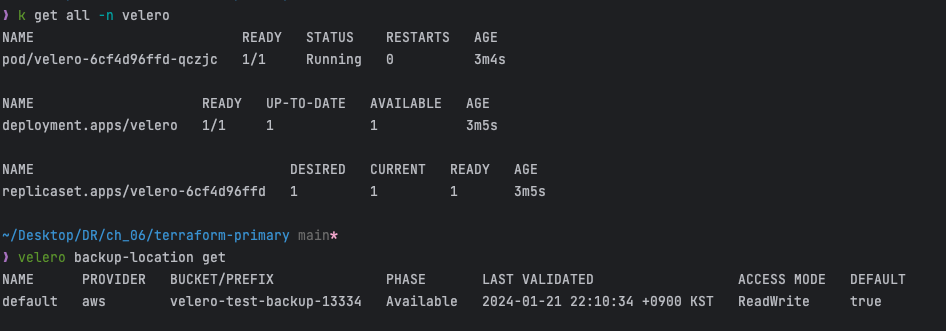 ❯ k get all -n velero
NAME                          READY   STATUS    RESTARTS   AGE
pod/velero-6cf4d96ffd-qczjc   1/1     Running   0          3m4s
NAME                     READY   UP-TO-DATE   AVAILABLE   AGE
deployment.apps/velero   1/1     1            1           3m5s
NAME                                DESIRED   CURRENT   READY   AGE
replicaset.apps/velero-6cf4d96ffd   1         1         1       3m5s
~/Desktop/DR/ch_06/terraform-primary main*
❯ velero backup-location get
NAME      PROVIDER   BUCKET/PREFIX              PHASE       LAST VALIDATED                  ACCESS MODE   DEFAULT
default   aws        velero-test-backup-13334   Available   2024-01-21 22:10:34 +0900 KST   ReadWrite     true